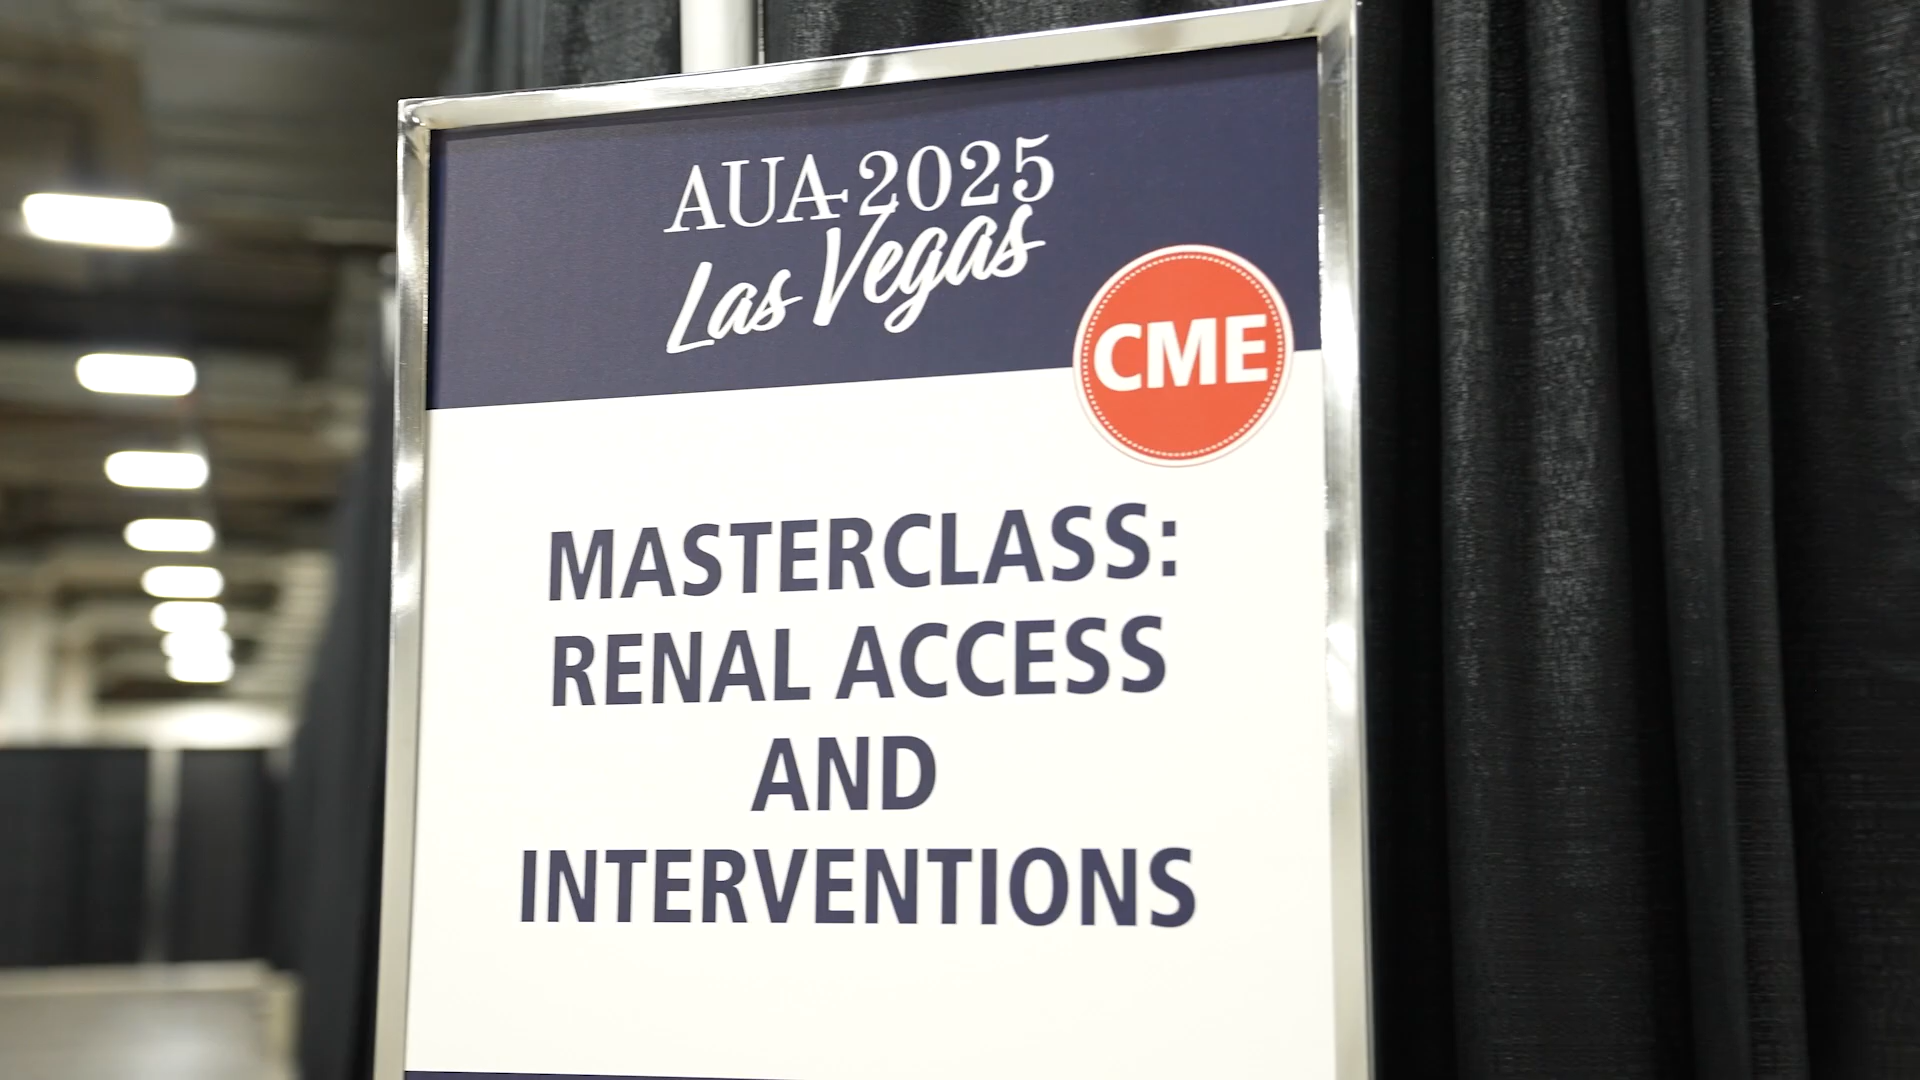 AUA 2025
Las Vegas
CME
MASTERCLASS:
RENAL ACCESS
AND
INTERVENTIONS